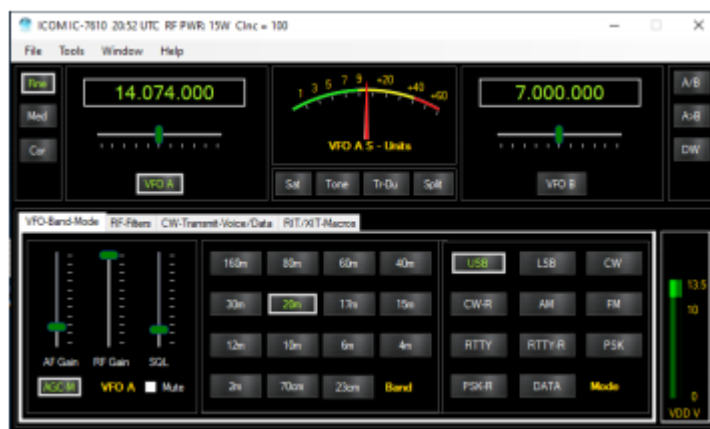 ICOM IC-7610 20:52 UTC RF PWR: 15W CInc = 100
File Tools Window Help
Fine
Med
Car
14.074.000
VFO A
1 3 5 7 9 +20 +40 +60
VFO A S - Units
Sat Tone Tr-Du Split
7.000.000
VFO B
A/B
A>B
DW
VFO-Band-Mode RF-Filters CW-Transmit-Voice/Data RIT/XIT-Macros
AF Gain RF Gain SQL
AGC-M VFO A Mute
160m 80m 60m 40m
30m 20m 17m 15m
12m 10m 6m 4m
2m 70cm 23cm Band
USB LSB CW
CW-R AM FM
RTTY RTTY-R PSK
PSK-R DATA Mode
13.5
10
0
VDD V